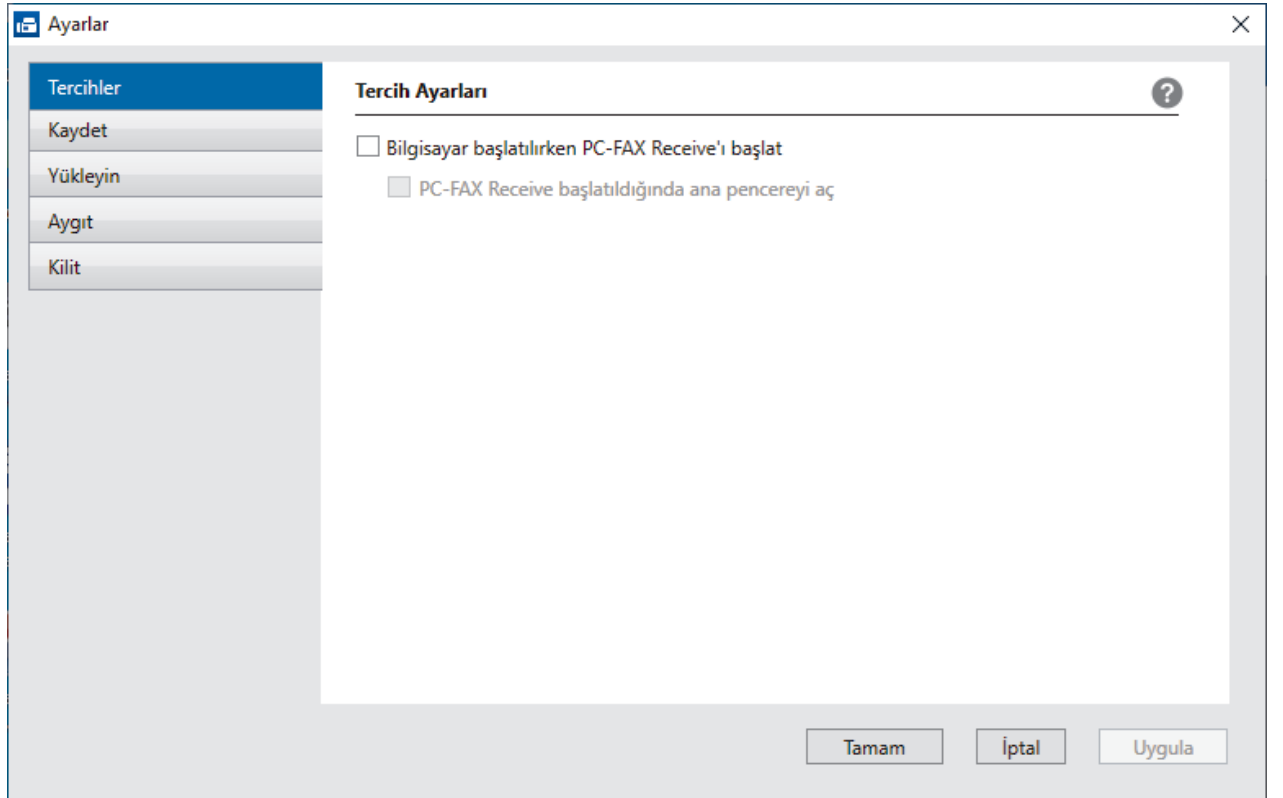 Ayarlar
Tercihler
Kaydet
Yükleyin
Aygıt
Kilit
Tercih Ayarları
?
Bilgisayar başlatılırken PC-FAX Receive'ı başlat
PC-FAX Receive başlatıldığında ana pencereyi aç
Tamam
İptal
Uygula